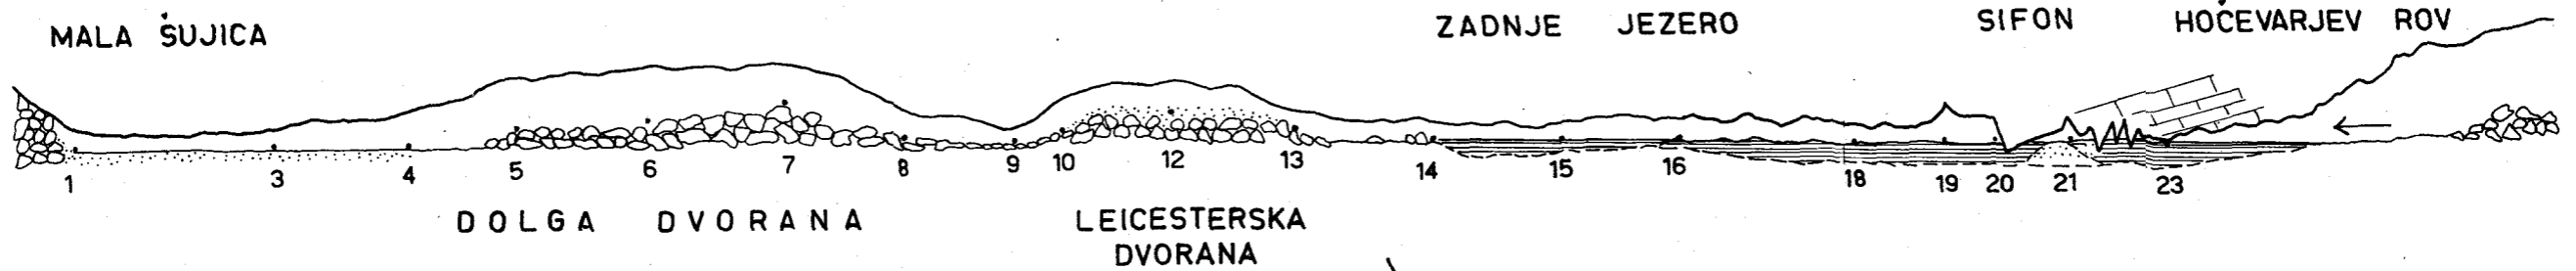 MALA ŠUJICA
ZADNJE JEZERO
SIFON
HOČEVARJEV ROV
1 3 4 5 6 7 8 9 10 12 13 14 15 16 18 19 20 21 23
DOLGA DVORANA
LEICESTERSKA
DVORANA